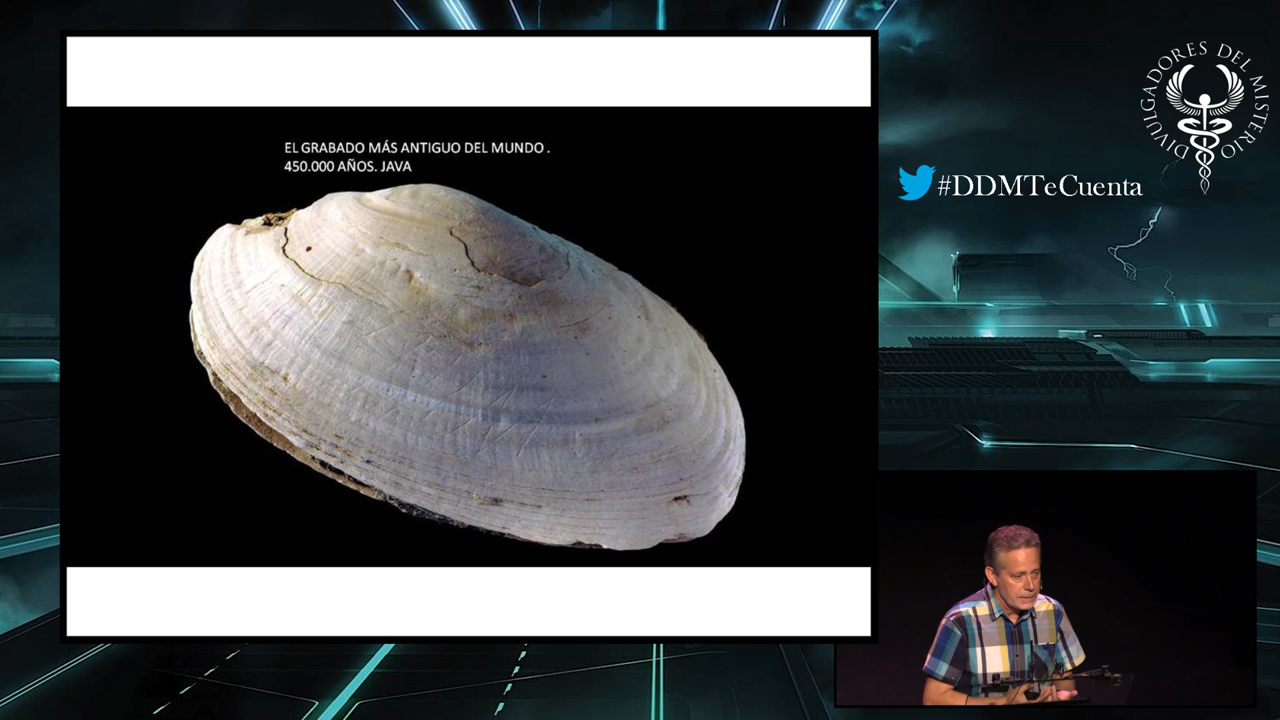 EL GRABADO MÁS ANTIGUO DEL MUNDO .
450.000 AÑOS. JAVA
#DDMTeCuenta
DIVULGADORES DEL MISTERIO